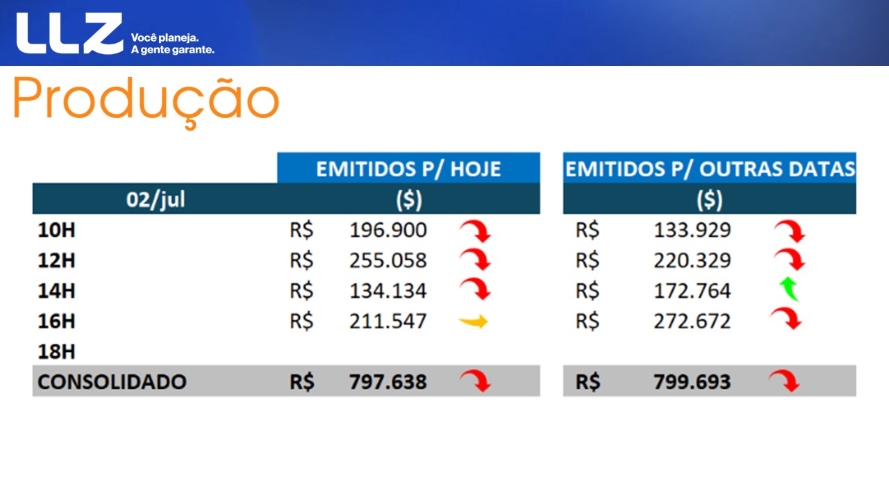 LLZ
Você planeja.
A gente garante.
Produção
EMITIDOS P/ HOJE EMITIDOS P/ OUTRAS DATAS
02/jul ($) ($)
10H R$ 196.900 R$ 133.929
12H R$ 255.058 R$ 220.329
14H R$ 134.134 R$ 172.764
16H R$ 211.547 R$ 272.672
18H
CONSOLIDADO R$ 797.638 R$ 799.693